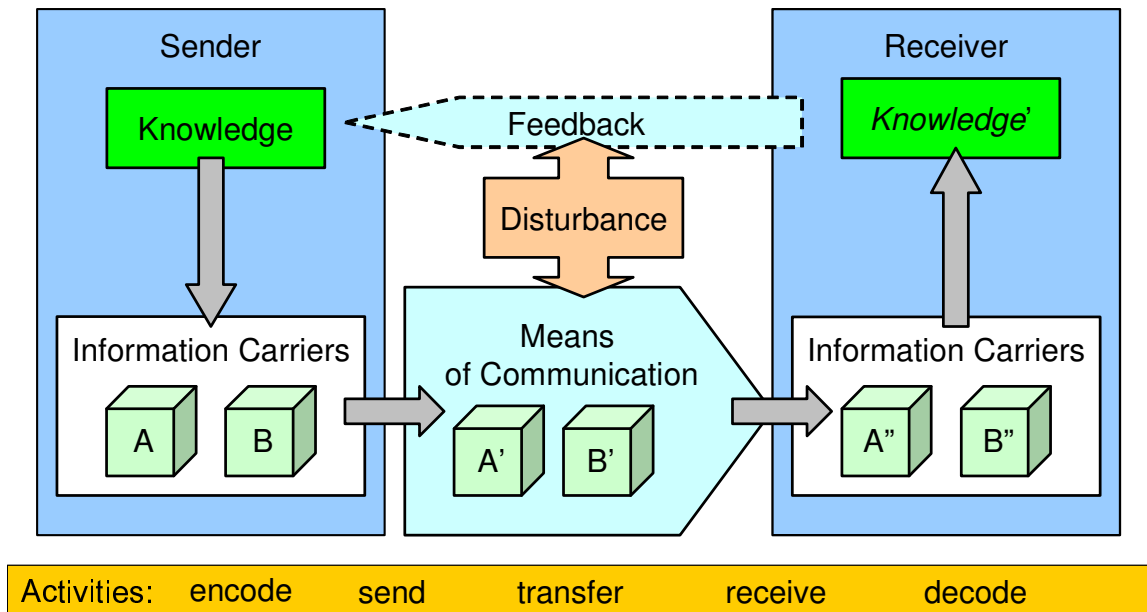 Sender
Receiver
Knowledge
Feedback
Knowledge’
Disturbance
Information Carriers
A B
Means
of Communication
A’ B’
Information Carriers
A” B”
Activities: encode send transfer receive decode